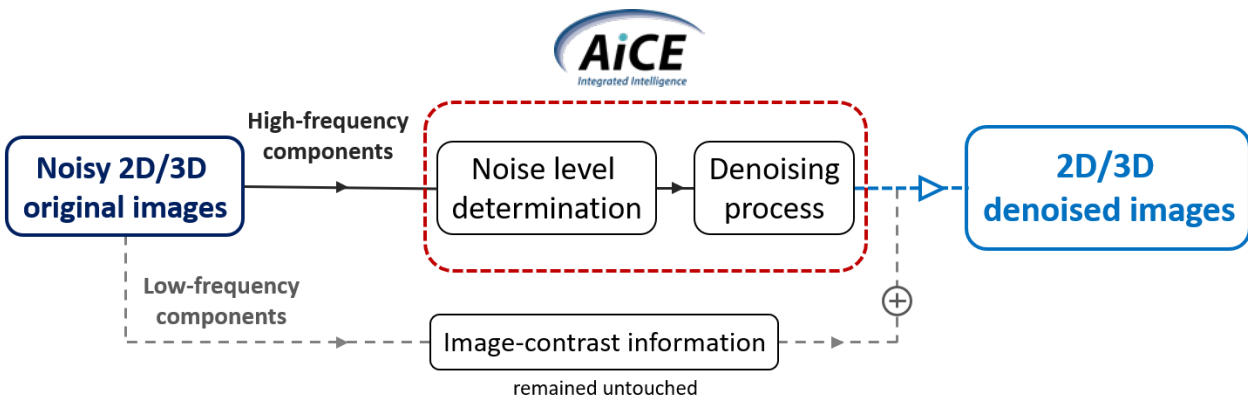 AiCE
Integrated Intelligence
High-frequency
components
Noisy 2D/3D
original images
Noise level
determination
Denoising
process
2D/3D
denoised images
Low-frequency
components
Image-contrast information
remained untouched